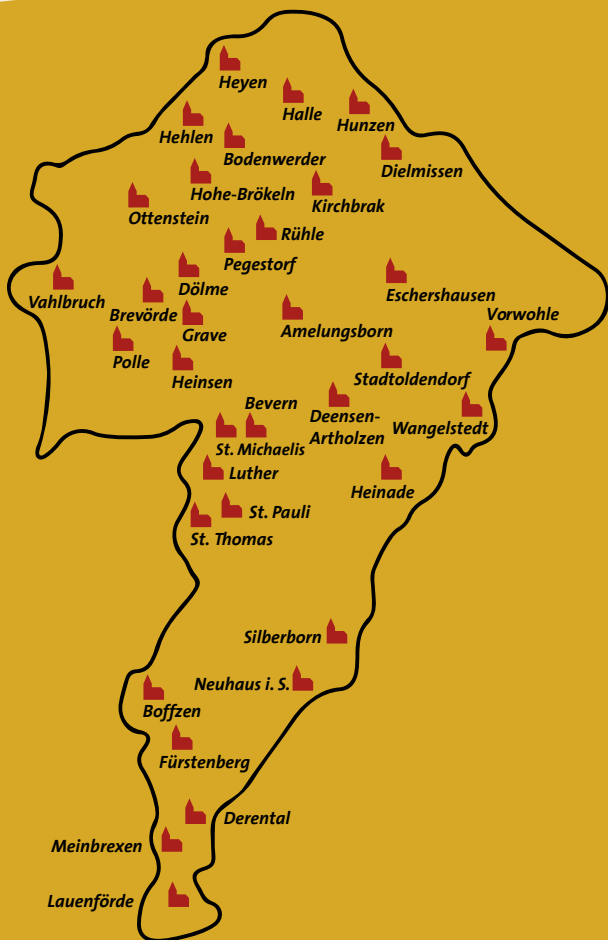 Heyen
Halle
Hunzen
Hehlen
Bodenwerder
Dielmissen
Hohe-Brökeln
Kirchbrak
Ottenstein
Rühle
Pegestorf
Dölme
Eschershausen
Vahlbruch
Brevörde
Vorwohle
Grave
Amelungsborn
Polle
Heinsen
Stadtoldendorf
Bevern
Deensen-
Artholzen
Wangelstedt
St. Michaelis
Luther
Heinade
St. Pauli
St. Thomas
Silberborn
Neuhaus i. S.
Boffzen
Fürstenberg
Derental
Meinbrexen
Lauenförde